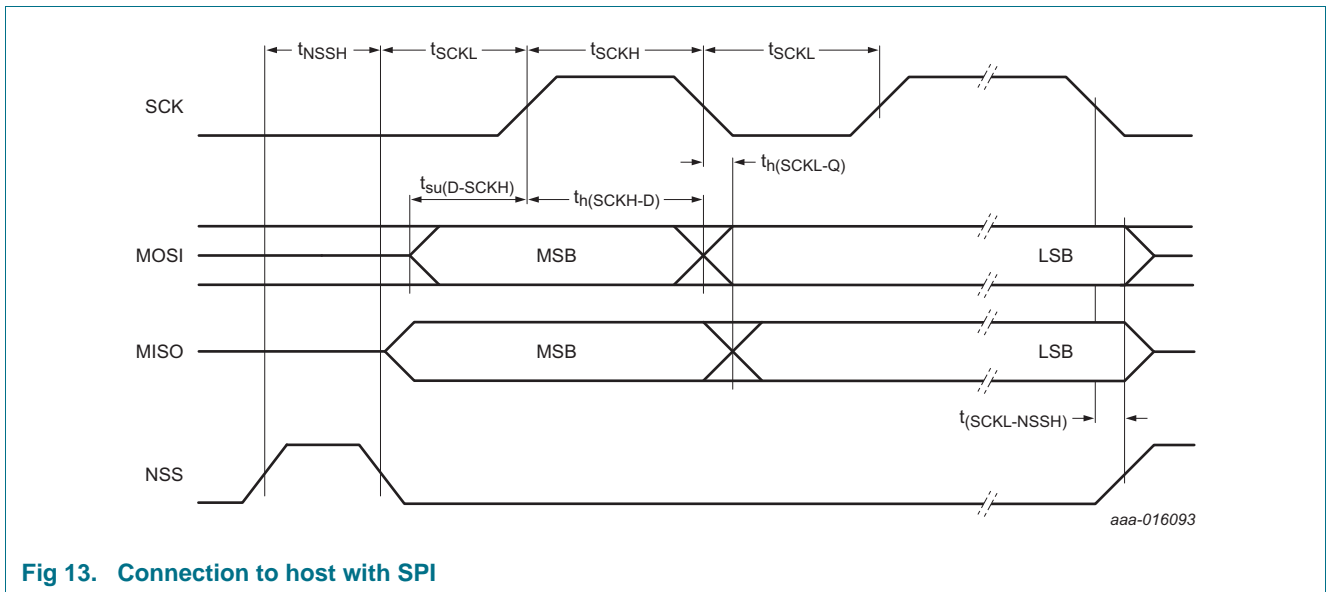 tNSSH tSCKL tSCKH tSCKL
SCK
th(SCKL-Q)
tsu(D-SCKH)
th(SCKH-D)
MOSI MSB LSB
MISO MSB LSB
t(SCKL-NSSH)
NSS
aaa-016093
Fig 13. Connection to host with SPI